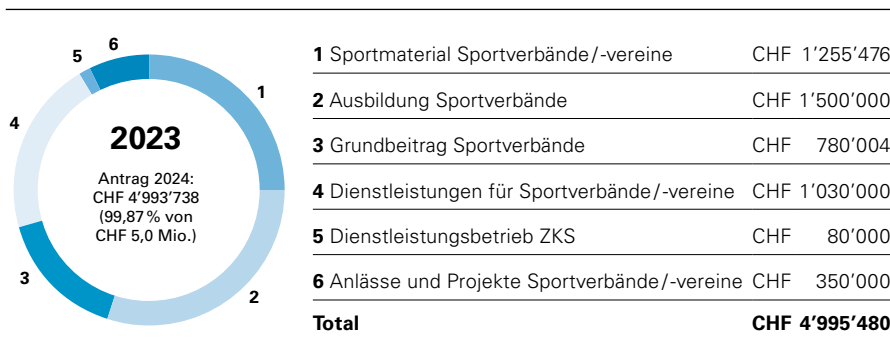 6
5
1
4
2023
Antrag 2024:
CHF 4’993’738
(99,87 % von
CHF 5,0 Mio.)
3
2
1 Sportmaterial Sportverbände/-vereine CHF 1’255’476
2 Ausbildung Sportverbände CHF 1’500’000
3 Grundbeitrag Sportverbände CHF 780’004
4 Dienstleistungen für Sportverbände/-vereine CHF 1’030’000
5 Dienstleistungsbetrieb ZKS CHF 80’000
6 Anlässe und Projekte Sportverbände/-vereine CHF 350’000
Total CHF 4’995’480